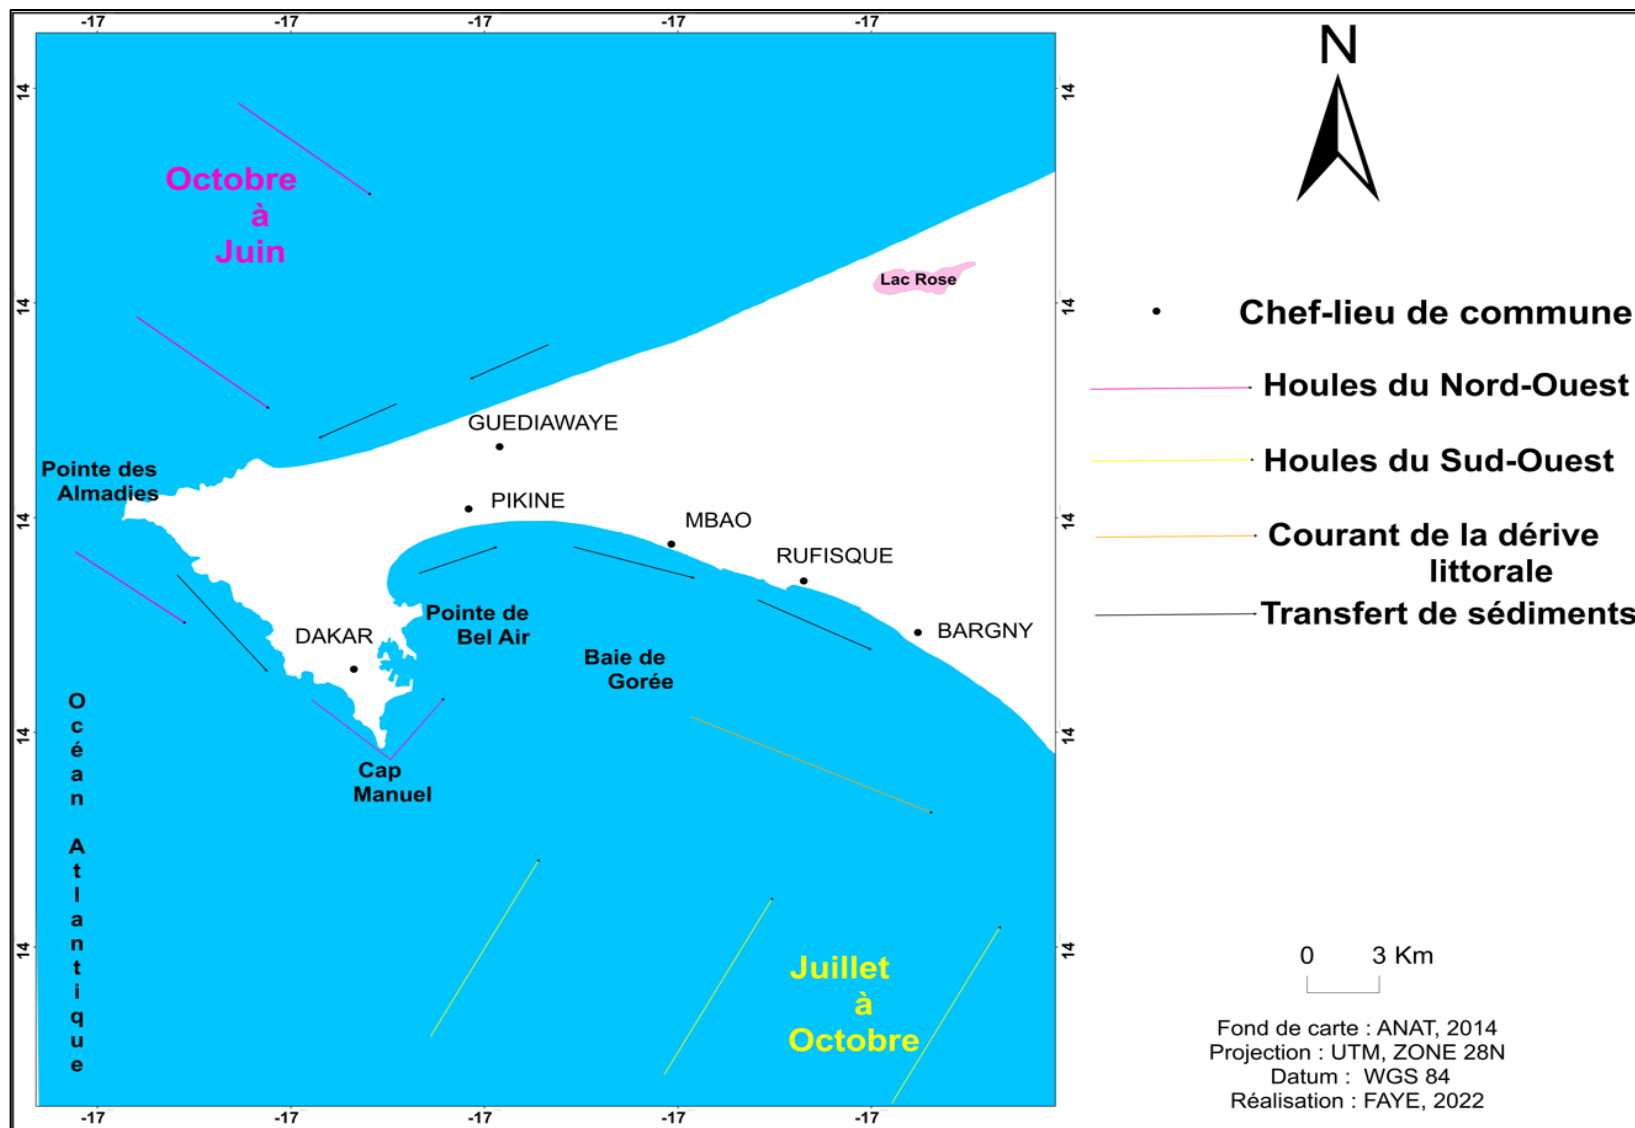 -17 -17 -17 -17 -17
14 14
14 14
14 14
14 14
14 14
-17 -17 -17 -17 -17
Octobre
à
Juin
Lac Rose
GUEDIAWAYE
Pointe des
Almadies
PIKINE
MBAO
RUFISQUE
Pointe de
Bel Air
DAKAR
BARGNY
Baie de
Gorée
Cap
Manuel
Océan Atlantique
Juillet
à
Octobre
N
Chef-lieu de commune
Houles du Nord-Ouest
Houles du Sud-Ouest
Courant de la dérive
littorale
Transfert de sédiments
0 3 Km
Fond de carte : ANAT, 2014
Projection : UTM, ZONE 28N
Datum : WGS 84
Réalisation : FAYE, 2022